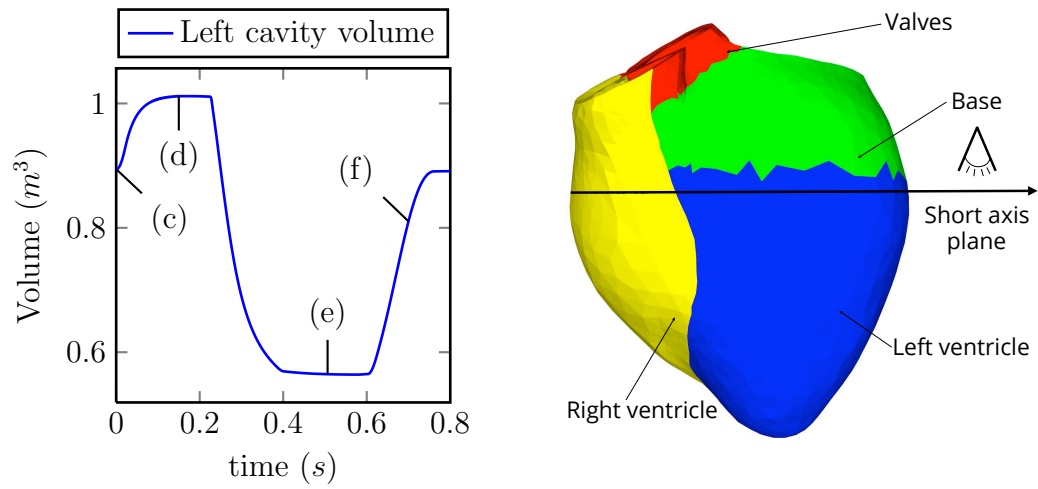 Left cavity volume
Volume (m³)
1
0.8
0.6
(c)
(d)
(e)
(f)
0
0.2
0.4
0.6
0.8
time (s)
Valves
Base
Short axis
plane
Left ventricle
Right ventricle